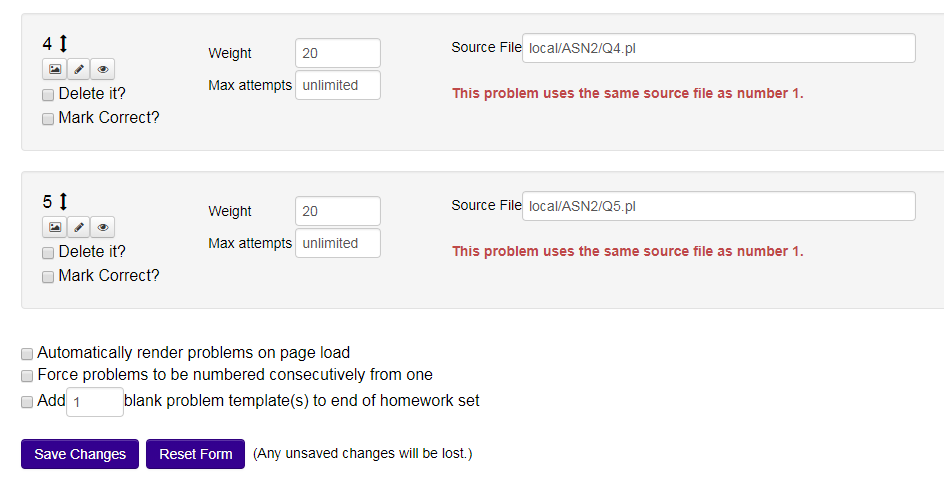 4
Weight 20 Source File local/ASN2/Q4.pl
Max attempts unlimited
Delete it? This problem uses the same source file as number 1.
Mark Correct?
5
Weight 20 Source File local/ASN2/Q5.pl
Max attempts unlimited
Delete it? This problem uses the same source file as number 1.
Mark Correct?
Automatically render problems on page load
Force problems to be numbered consecutively from one
Add 1 blank problem template(s) to end of homework set
Save Changes Reset Form (Any unsaved changes will be lost.)